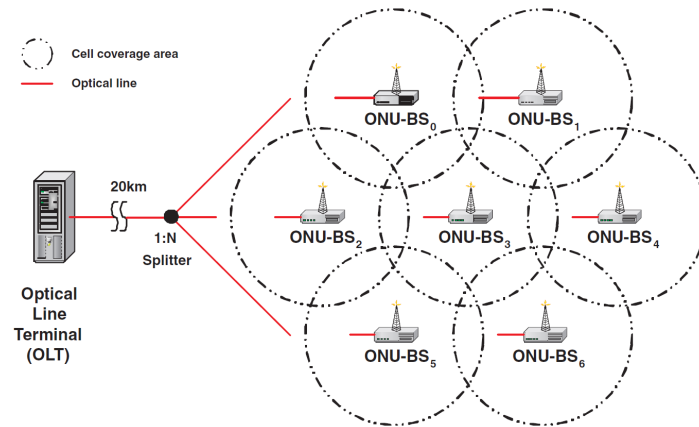 Cell coverage area
Optical line
20km
1:N
Splitter
Optical
Line
Terminal
(OLT)
ONU-BS0
ONU-BS1
ONU-BS2
ONU-BS3
ONU-BS4
ONU-BS5
ONU-BS6